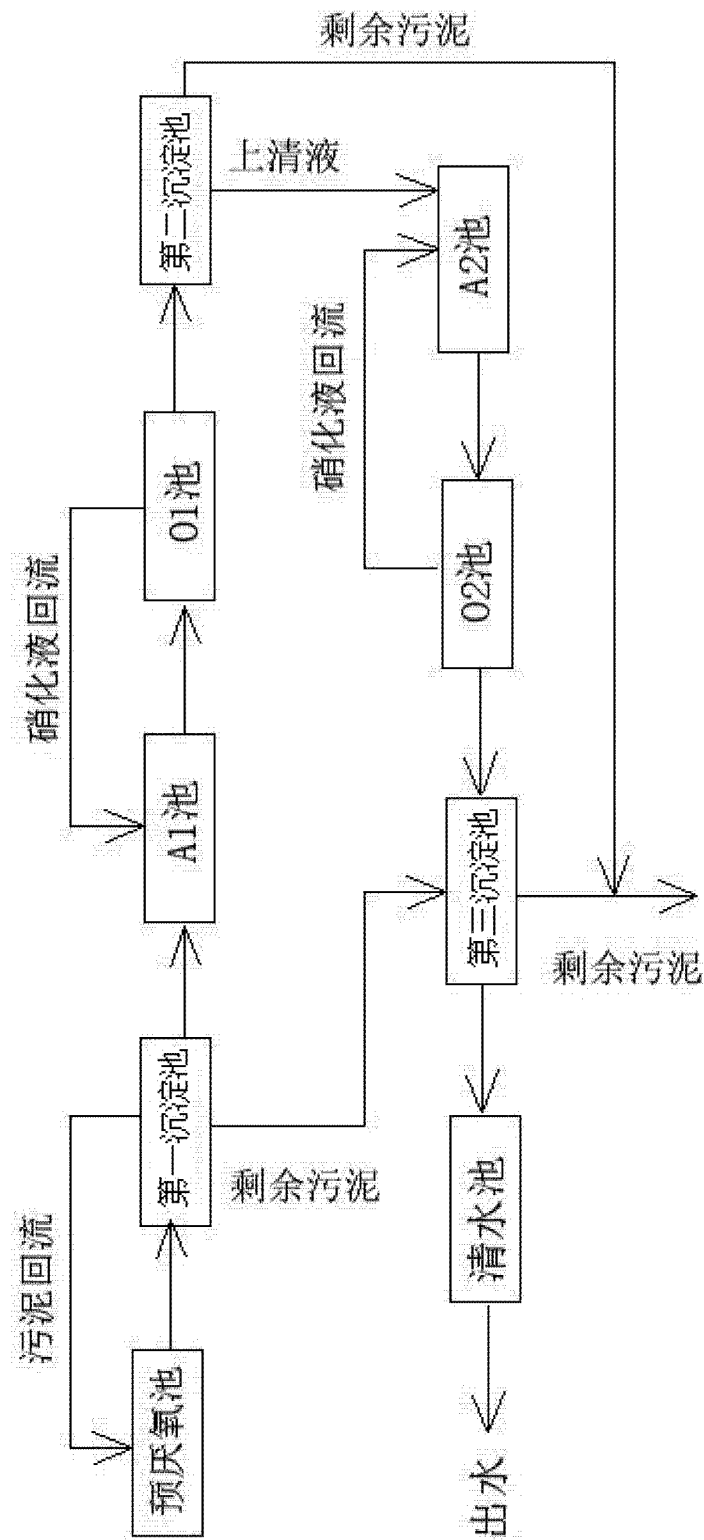 污泥回流
硝化液回流
预厌氧池
第一沉淀池
A1池
O1池
第二沉淀池
剩余污泥
剩余污泥
上清液
硝化液回流
出水
清水池
第三沉淀池
O2池
A2池
剩余污泥